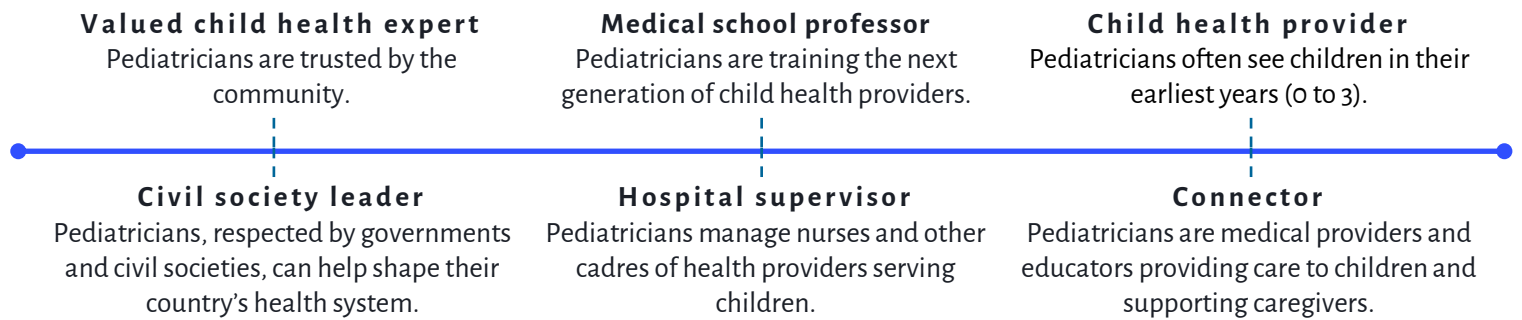 Valued child health expert
Pediatricians are trusted by the
community.
Medical school professor
Pediatricians are training the next
generation of child health providers.
Child health provider
Pediatricians often see children in their
earliest years (0 to 3).
Civil society leader
Pediatricians, respected by governments
and civil societies, can help shape their
country’s health system.
Hospital supervisor
Pediatricians manage nurses and other
cadres of health providers serving
children.
Connector
Pediatricians are medical providers and
educators providing care to children and
supporting caregivers.